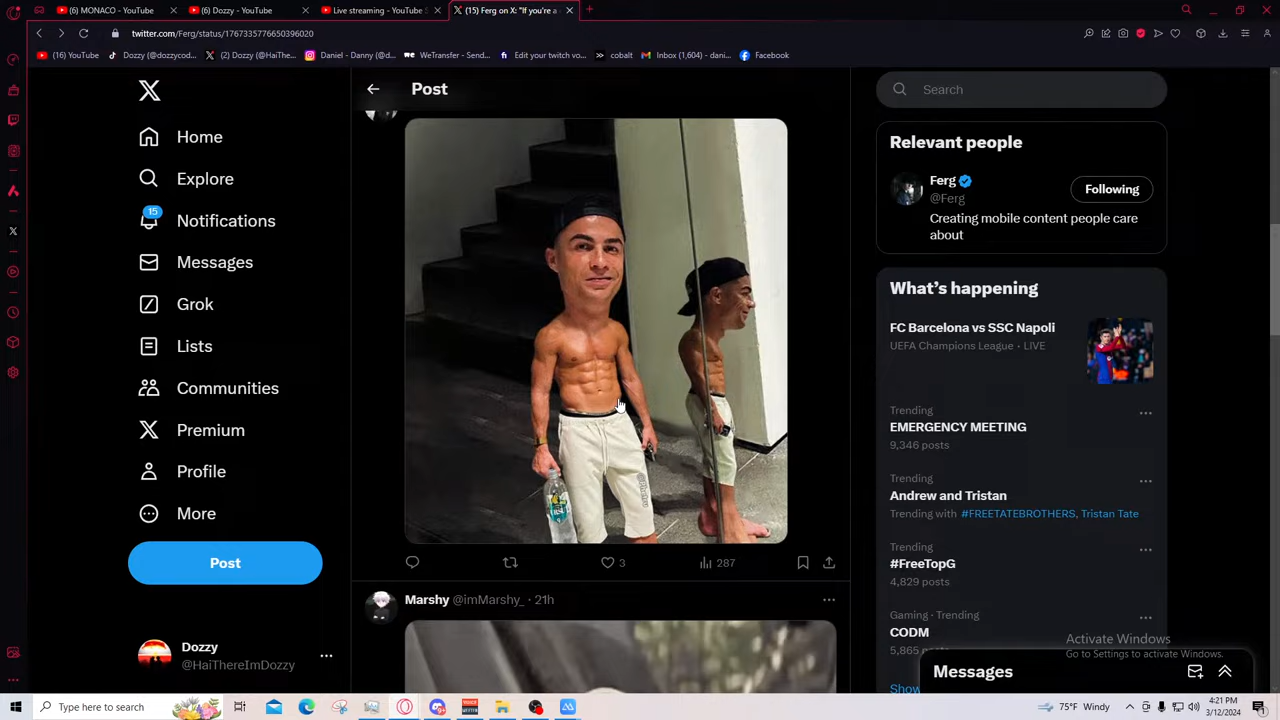 (6) MONACO - YouTube
(6) Dozzy - YouTube
Live streaming - YouTube S
(15) Ferg on X: "If you're a
twitter.com/Ferg/status/1767335776650396020
(16) YouTube
Dozzy (@dozzycod...
(2) Dozzy (@HaiThe...
Daniel - Danny (@d...
WeTransfer - Send...
Edit your twitch vo...
cobalt
Inbox (1,604) - dani...
Facebook
Post
Search
Home
Explore
15
Notifications
Messages
Grok
Lists
Communities
Premium
Profile
More
Post
Dozzy
@HaiThereImDozzy
3
287
Marshy @imMarshy_ · 21h
Relevant people
Ferg
@Ferg
Following
Creating mobile content people care
about
What's happening
FC Barcelona vs SSC Napoli
UEFA Champions League · LIVE
Trending
EMERGENCY MEETING
9,346 posts
Trending
Andrew and Tristan
Trending with #FREETATEBROTHERS, Tristan Tate
Trending
#FreeTopG
4,829 posts
Gaming · Trending
CODM
5,865 posts
Show
Activate Windows
Go to Settings to activate Windows.
Messages
Type here to search
75°F Windy
4:21 PM
3/12/2024